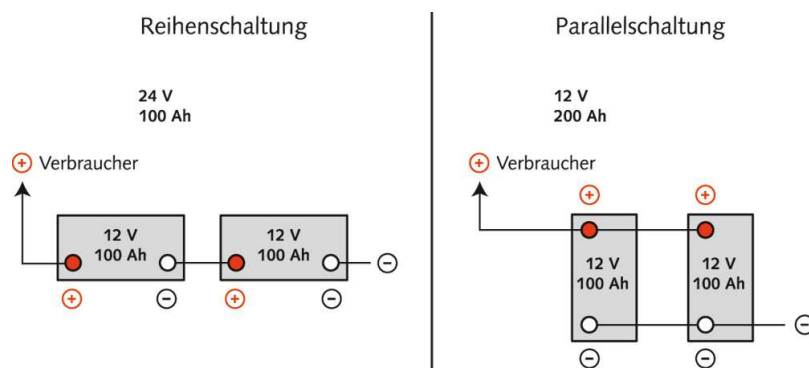 Reihenschaltung
24 V
100 Ah
+ Verbraucher
12 V
100 Ah
12 V
100 Ah
−
+ − + −
Parallelschaltung
12 V
200 Ah
+ Verbraucher
+ +
12 V
100 Ah
12 V
100 Ah
−
− −